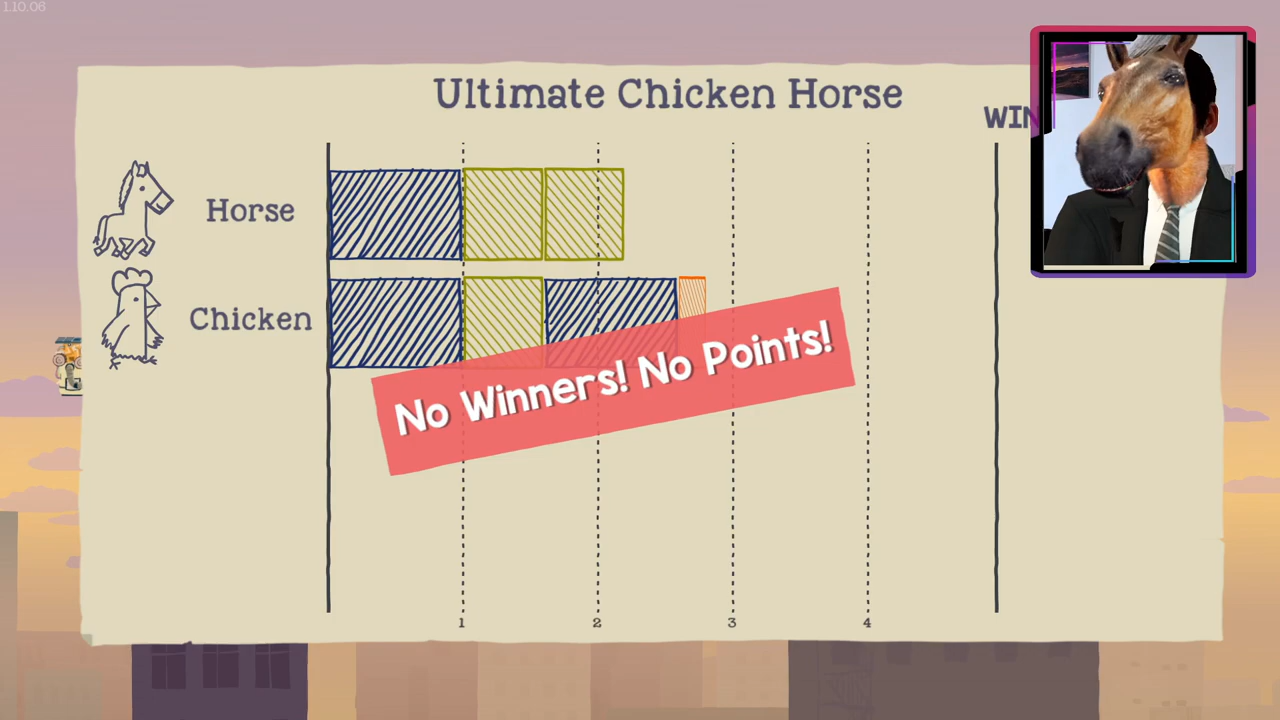 1.10.06
Ultimate Chicken Horse
WIN
Horse
Chicken
No Winners! No Points!
1 2 3 4